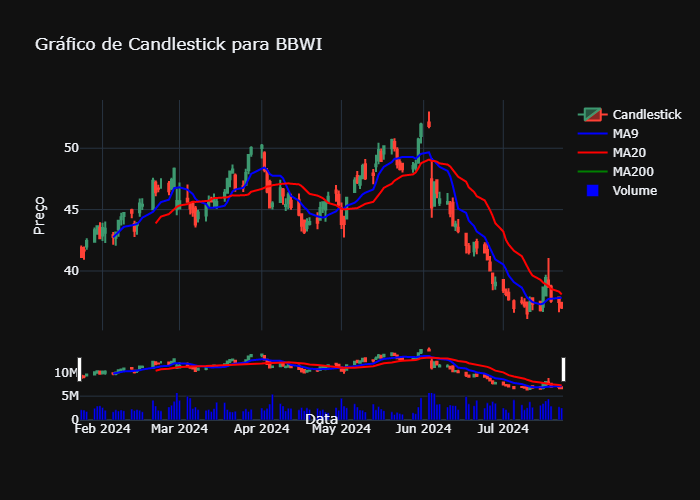 Gráfico de Candlestick para BBWI
Candlestick
MA9
MA20
MA200
Volume
Preço
50
45
40
10M
5M
0
Data
Feb 2024
Mar 2024
Apr 2024
May 2024
Jun 2024
Jul 2024